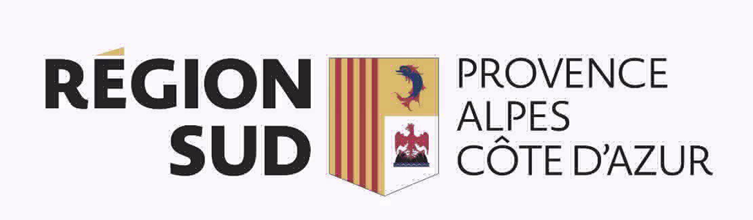 RÉGION
SUD
PROVENCE
ALPES
CÔTE D'AZUR